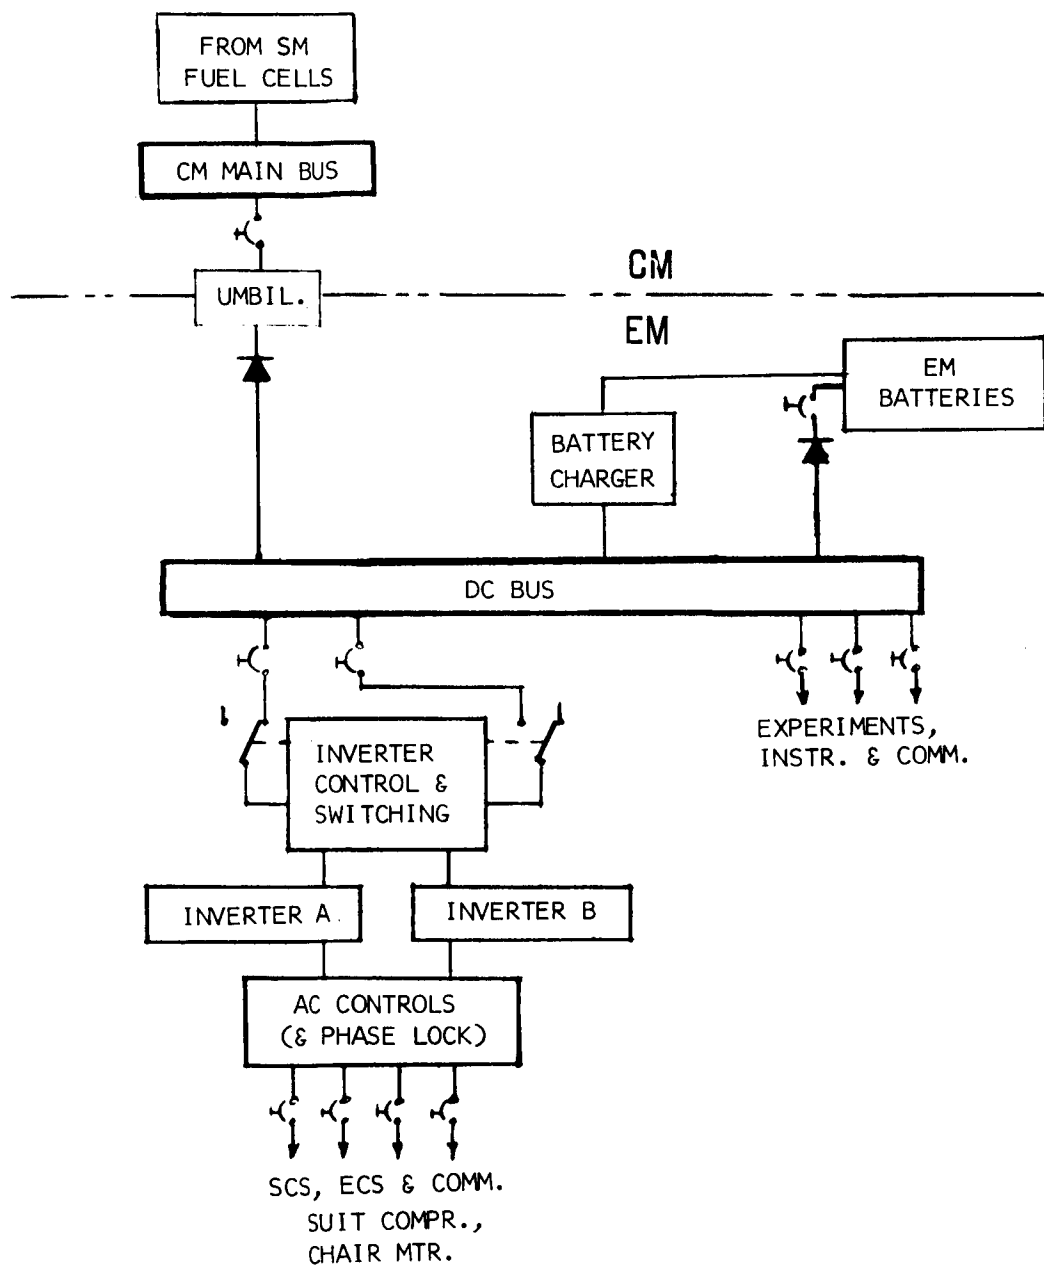 FROM SM
FUEL CELLS
CM MAIN BUS
CM
UMBIL.
EM
EM
BATTERIES
BATTERY
CHARGER
DC BUS
EXPERIMENTS,
INSTR. & COMM.
INVERTER
CONTROL &
SWITCHING
INVERTER A
INVERTER B
AC CONTROLS
(& PHASE LOCK)
SCS, ECS & COMM.
SUIT COMPR.,
CHAIR MTR.